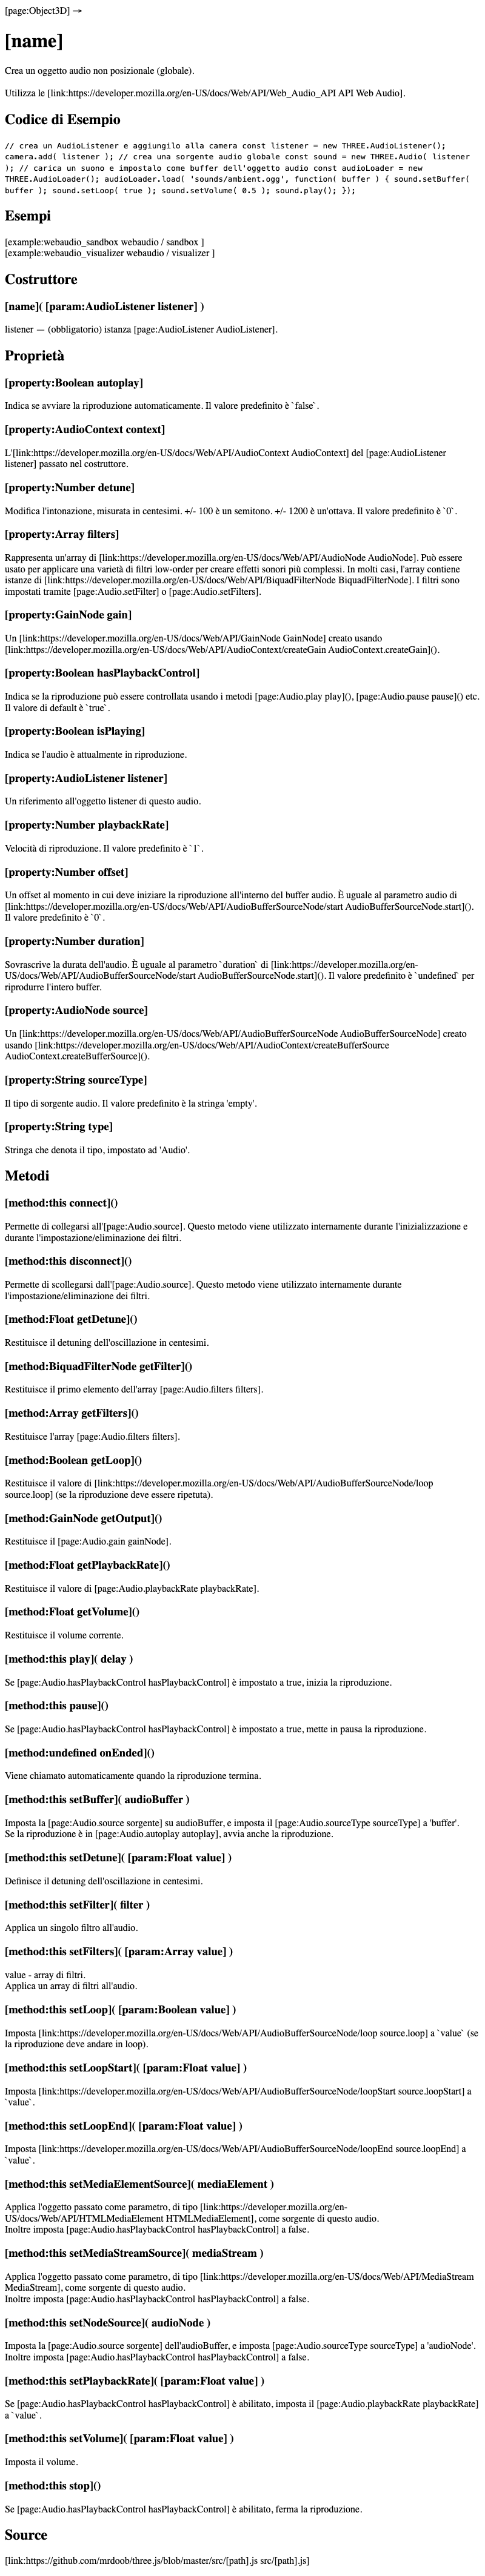 [page:Object3D] →
[name]
Crea un oggetto audio non posizionale (globale).
Utilizza le [link:https://developer.mozilla.org/en-US/docs/Web/API/Web_Audio_API API Web Audio].
Codice di Esempio
// crea un AudioListener e aggiungilo alla camera const listener = new THREE.AudioListener();
camera.add( listener ); // crea una sorgente audio globale const sound = new THREE.Audio( listener
); // carica un suono e impostalo come buffer dell'oggetto audio const audioLoader = new
THREE.AudioLoader(); audioLoader.load( 'sounds/ambient.ogg', function( buffer ) { sound.setBuffer(
buffer ); sound.setLoop( true ); sound.setVolume( 0.5 ); sound.play(); });
Esempi
[example:webaudio_sandbox webaudio / sandbox ]
[example:webaudio_visualizer webaudio / visualizer ]
Costruttore
[name]( [param:AudioListener listener] )
listener — (obbligatorio) istanza [page:AudioListener AudioListener].
Proprietà
[property:Boolean autoplay]
Indica se avviare la riproduzione automaticamente. Il valore predefinito è `false`.
[property:AudioContext context]
L'[link:https://developer.mozilla.org/en-US/docs/Web/API/AudioContext AudioContext] del [page:AudioListener
listener] passato nel costruttore.
[property:Number detune]
Modifica l'intonazione, misurata in centesimi. +/- 100 è un semitono. +/- 1200 è un'ottava. Il valore predefinito è `0`.
[property:Array filters]
Rappresenta un'array di [link:https://developer.mozilla.org/en-US/docs/Web/API/AudioNode AudioNode]. Può essere
usato per applicare una varietà di filtri low-order per creare effetti sonori più complessi. In molti casi, l'array contiene
istanze di [link:https://developer.mozilla.org/en-US/docs/Web/API/BiquadFilterNode BiquadFilterNode]. I filtri sono
impostati tramite [page:Audio.setFilter] o [page:Audio.setFilters].
[property:GainNode gain]
Un [link:https://developer.mozilla.org/en-US/docs/Web/API/GainNode GainNode] creato usando
[link:https://developer.mozilla.org/en-US/docs/Web/API/AudioContext/createGain AudioContext.createGain]().
[property:Boolean hasPlaybackControl]
Indica se la riproduzione può essere controllata usando i metodi [page:Audio.play play](), [page:Audio.pause pause]() etc.
Il valore di default è `true`.
[property:Boolean isPlaying]
Indica se l'audio è attualmente in riproduzione.
[property:AudioListener listener]
Un riferimento all'oggetto listener di questo audio.
[property:Number playbackRate]
Velocità di riproduzione. Il valore predefinito è `1`.
[property:Number offset]
Un offset al momento in cui deve iniziare la riproduzione all'interno del buffer audio. È uguale al parametro audio di
[link:https://developer.mozilla.org/en-US/docs/Web/API/AudioBufferSourceNode/start AudioBufferSourceNode.start]().
Il valore predefinito è `0`.
[property:Number duration]
Sovrascrive la durata dell'audio. È uguale al parametro `duration` di [link:https://developer.mozilla.org/en-
US/docs/Web/API/AudioBufferSourceNode/start AudioBufferSourceNode.start](). Il valore predefinito è `undefined` per
riprodurre l'intero buffer.
[property:AudioNode source]
Un [link:https://developer.mozilla.org/en-US/docs/Web/API/AudioBufferSourceNode AudioBufferSourceNode] creato
usando [link:https://developer.mozilla.org/en-US/docs/Web/API/AudioContext/createBufferSource
AudioContext.createBufferSource]().
[property:String sourceType]
Il tipo di sorgente audio. Il valore predefinito è la stringa 'empty'.
[property:String type]
Stringa che denota il tipo, impostato ad 'Audio'.
Metodi
[method:this connect]()
Permette di collegarsi all'[page:Audio.source]. Questo metodo viene utilizzato internamente durante l'inizializzazione e
durante l'impostazione/eliminazione dei filtri.
[method:this disconnect]()
Permette di scollegarsi dall'[page:Audio.source]. Questo metodo viene utilizzato internamente durante
l'impostazione/eliminazione dei filtri.
[method:Float getDetune]()
Restituisce il detuning dell'oscillazione in centesimi.
[method:BiquadFilterNode getFilter]()
Restituisce il primo elemento dell'array [page:Audio.filters filters].
[method:Array getFilters]()
Restituisce l'array [page:Audio.filters filters].
[method:Boolean getLoop]()
Restituisce il valore di [link:https://developer.mozilla.org/en-US/docs/Web/API/AudioBufferSourceNode/loop
source.loop] (se la riproduzione deve essere ripetuta).
[method:GainNode getOutput]()
Restituisce il [page:Audio.gain gainNode].
[method:Float getPlaybackRate]()
Restituisce il valore di [page:Audio.playbackRate playbackRate].
[method:Float getVolume]()
Restituisce il volume corrente.
[method:this play]( delay )
Se [page:Audio.hasPlaybackControl hasPlaybackControl] è impostato a true, inizia la riproduzione.
[method:this pause]()
Se [page:Audio.hasPlaybackControl hasPlaybackControl] è impostato a true, mette in pausa la riproduzione.
[method:undefined onEnded]()
Viene chiamato automaticamente quando la riproduzione termina.
[method:this setBuffer]( audioBuffer )
Imposta la [page:Audio.source sorgente] su audioBuffer, e imposta il [page:Audio.sourceType sourceType] a 'buffer'.
Se la riproduzione è in [page:Audio.autoplay autoplay], avvia anche la riproduzione.
[method:this setDetune]( [param:Float value] )
Definisce il detuning dell'oscillazione in centesimi.
[method:this setFilter]( filter )
Applica un singolo filtro all'audio.
[method:this setFilters]( [param:Array value] )
value - array di filtri.
Applica un array di filtri all'audio.
[method:this setLoop]( [param:Boolean value] )
Imposta [link:https://developer.mozilla.org/en-US/docs/Web/API/AudioBufferSourceNode/loop source.loop] a `value` (se
la riproduzione deve andare in loop).
[method:this setLoopStart]( [param:Float value] )
Imposta [link:https://developer.mozilla.org/en-US/docs/Web/API/AudioBufferSourceNode/loopStart source.loopStart] a
`value`.
[method:this setLoopEnd]( [param:Float value] )
Imposta [link:https://developer.mozilla.org/en-US/docs/Web/API/AudioBufferSourceNode/loopEnd source.loopEnd] a
`value`.
[method:this setMediaElementSource]( mediaElement )
Applica l'oggetto passato come parametro, di tipo [link:https://developer.mozilla.org/en-
US/docs/Web/API/HTMLMediaElement HTMLMediaElement], come sorgente di questo audio.
Inoltre imposta [page:Audio.hasPlaybackControl hasPlaybackControl] a false.
[method:this setMediaStreamSource]( mediaStream )
Applica l'oggetto passato come parametro, di tipo [link:https://developer.mozilla.org/en-US/docs/Web/API/MediaStream
MediaStream], come sorgente di questo audio.
Inoltre imposta [page:Audio.hasPlaybackControl hasPlaybackControl] a false.
[method:this setNodeSource]( audioNode )
Imposta la [page:Audio.source sorgente] dell'audioBuffer, e imposta [page:Audio.sourceType sourceType] a 'audioNode'.
Inoltre imposta [page:Audio.hasPlaybackControl hasPlaybackControl] a false.
[method:this setPlaybackRate]( [param:Float value] )
Se [page:Audio.hasPlaybackControl hasPlaybackControl] è abilitato, imposta il [page:Audio.playbackRate playbackRate]
a `value`.
[method:this setVolume]( [param:Float value] )
Imposta il volume.
[method:this stop]()
Se [page:Audio.hasPlaybackControl hasPlaybackControl] è abilitato, ferma la riproduzione.
Source
[link:https://github.com/mrdoob/three.js/blob/master/src/[path].js src/[path].js]